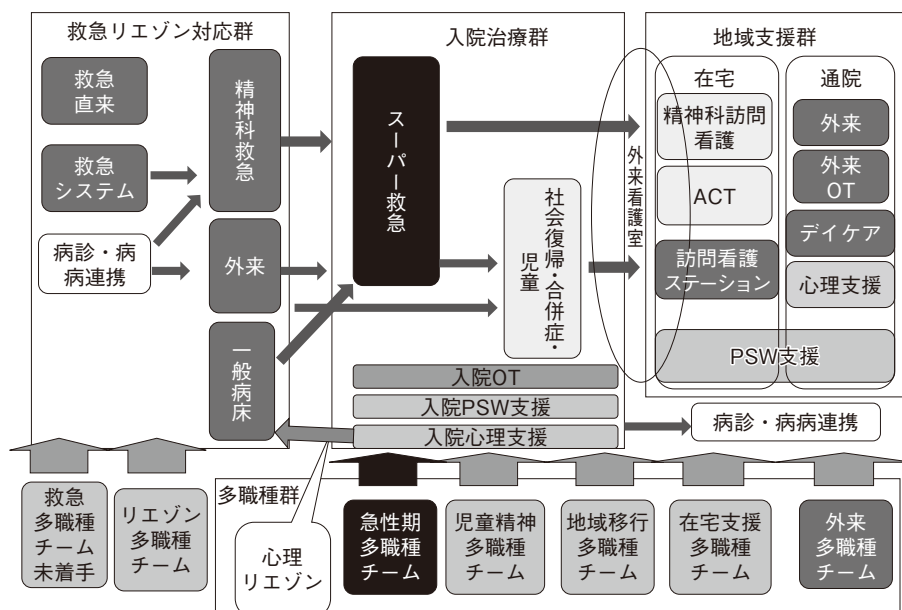 救急リエゾン対応群
救急
直来
救急
システム
病診・病
病連携
精神科救急
外来
一般病床
入院治療群
スーパー救急
社会復帰・合併症・
児童
入院OT
入院PSW支援
入院心理支援
外来看護室
地域支援群
在宅
精神科訪問
看護
ACT
訪問看護
ステーション
通院
外来
外来
OT
デイケア
心理支援
PSW支援
病診・病病連携
救急
多職種
チーム
未着手
リエゾン
多職種
チーム
多職種群
心理
リエゾン
急性期
多職種
チーム
児童精神
多職種
チーム
地域移行
多職種
チーム
在宅支援
多職種
チーム
外来
多職種
チーム